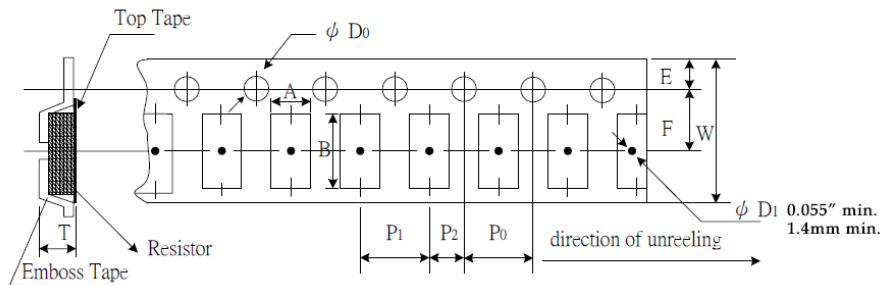 Top Tape
ϕ D0
E
A
F
W
B
ϕ D1 0.055" min.
1.4mm min.
P1
P2
P0
T
Resistor
direction of unreeling
Emboss Tape